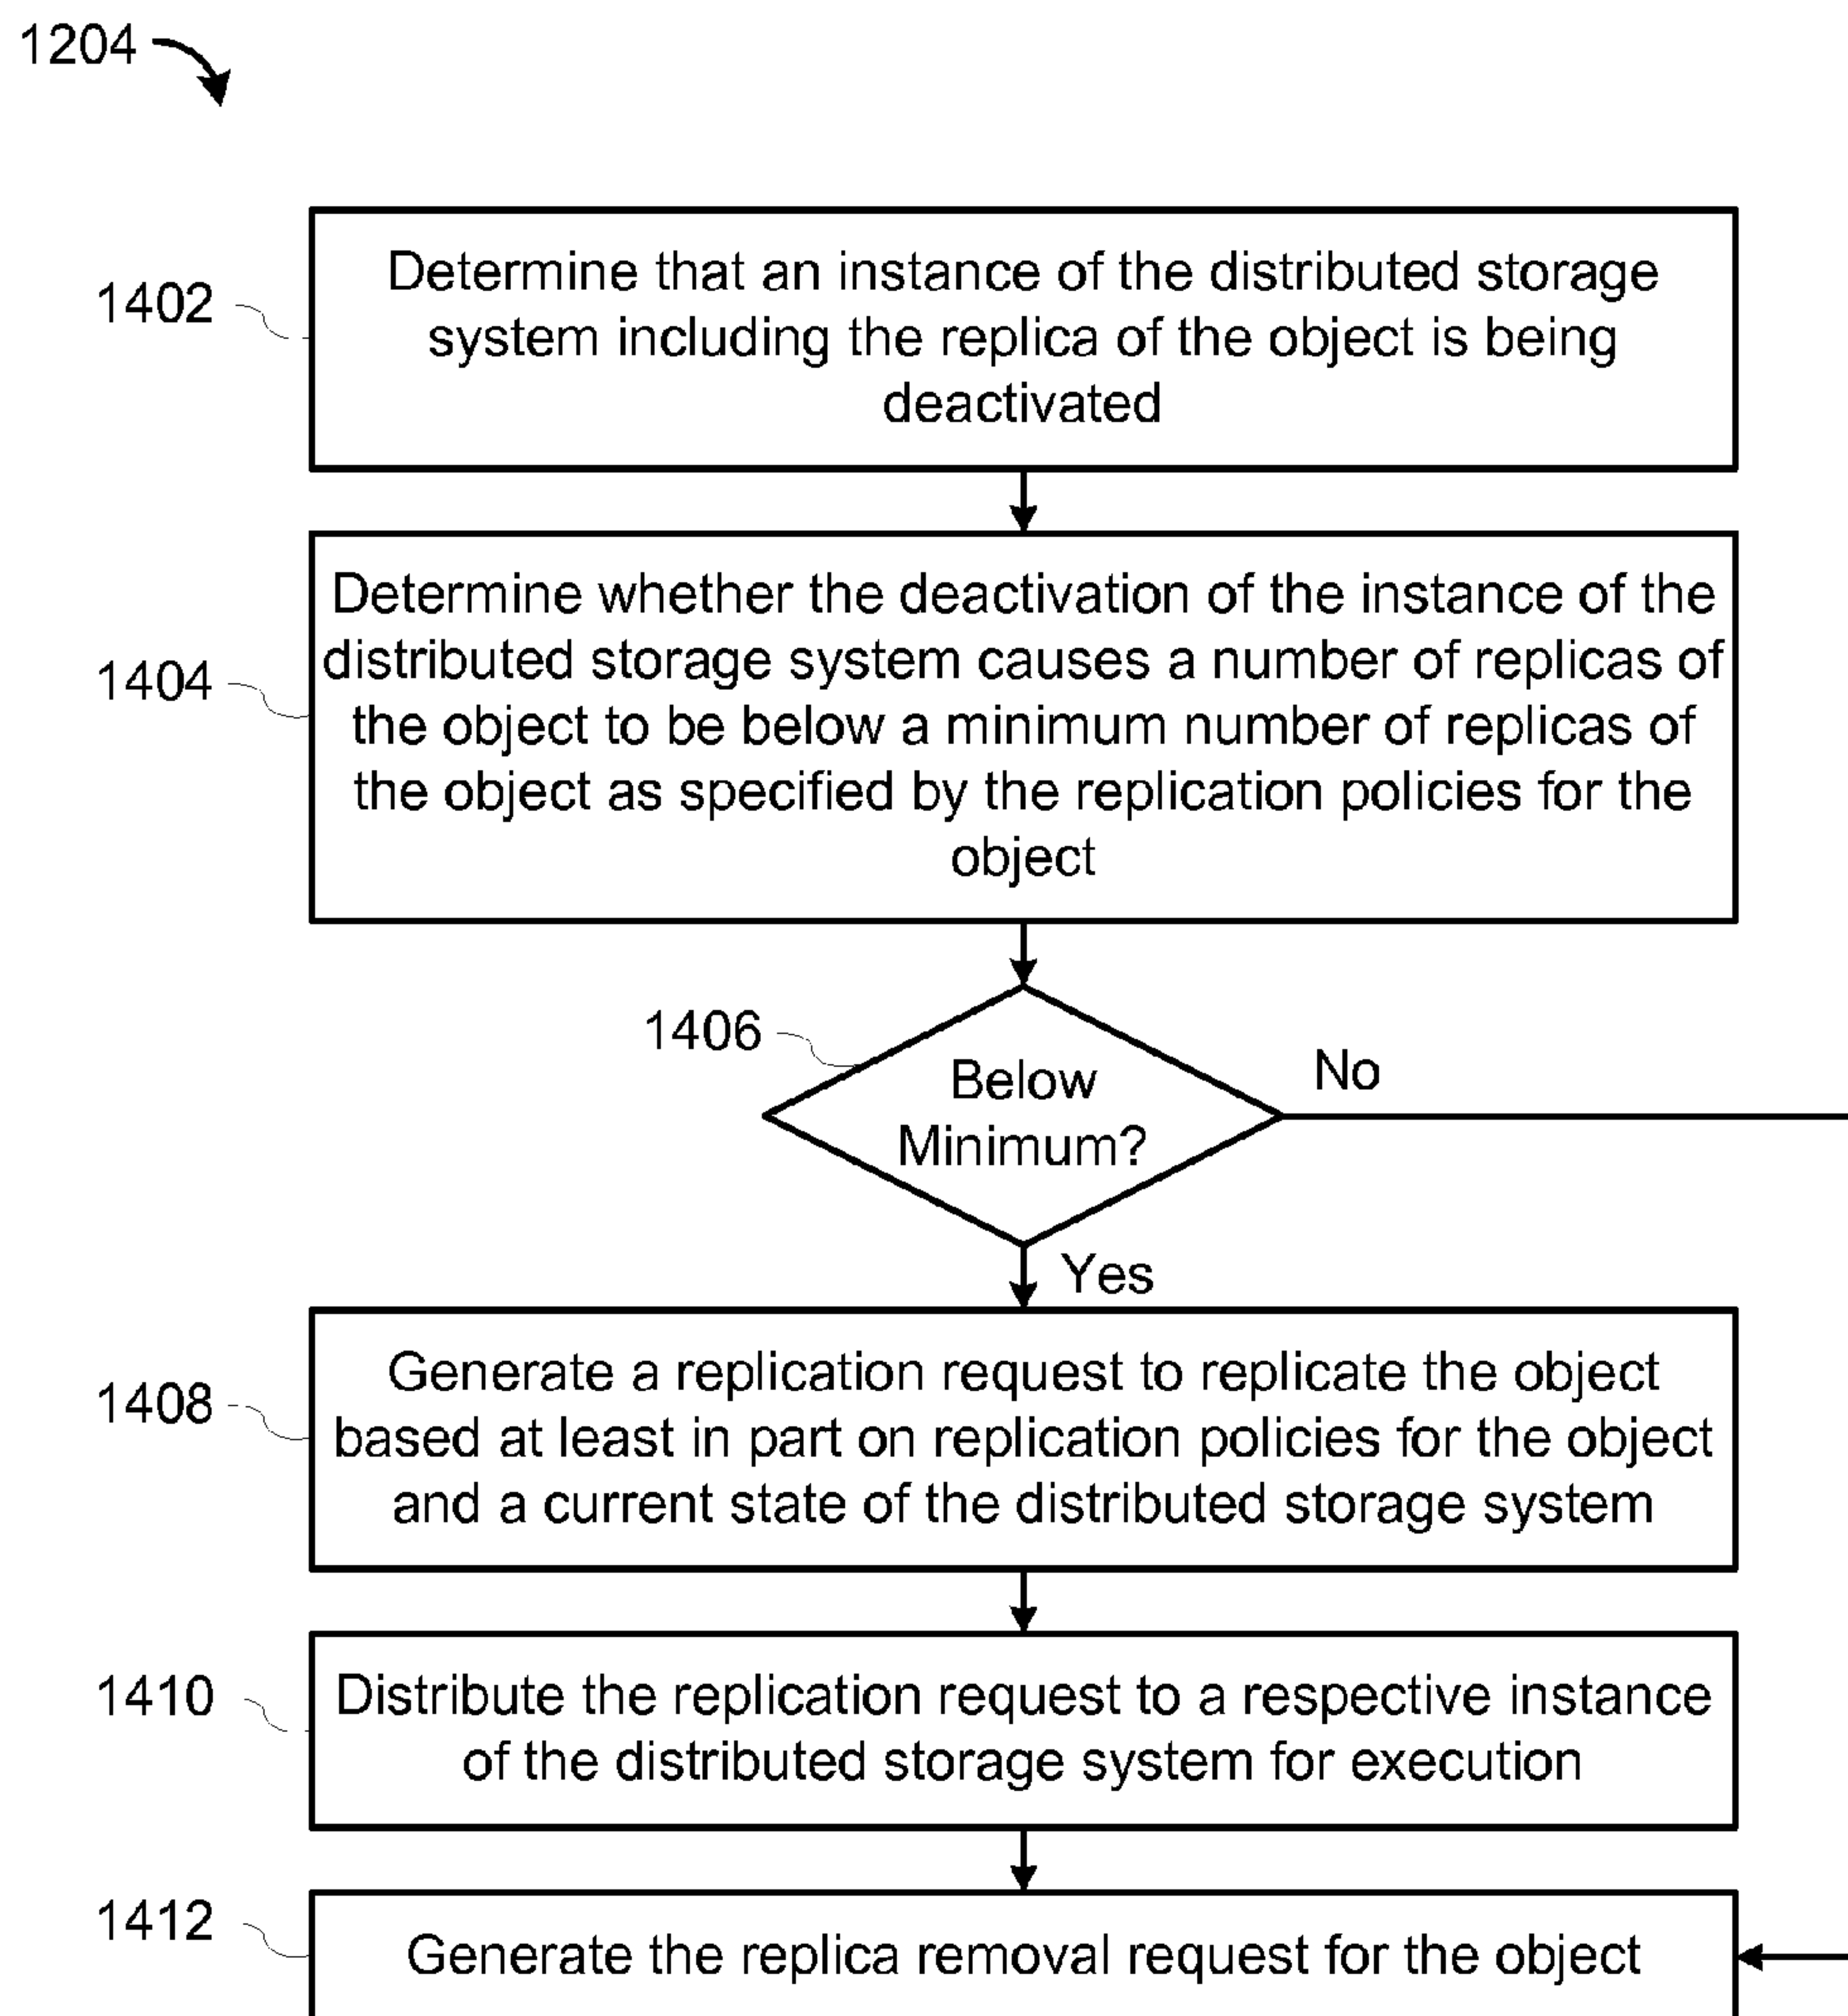 1204
1402
Determine that an instance of the distributed storage
system including the replica of the object is being
deactivated
1404
Determine whether the deactivation of the instance of the
distributed storage system causes a number of replicas of
the object to be below a minimum number of replicas of
the object as specified by the replication policies for the
object
1406
Below
Minimum?
No
Yes
1408
Generate a replication request to replicate the object
based at least in part on replication policies for the object
and a current state of the distributed storage system
1410
Distribute the replication request to a respective instance
of the distributed storage system for execution
1412
Generate the replica removal request for the object